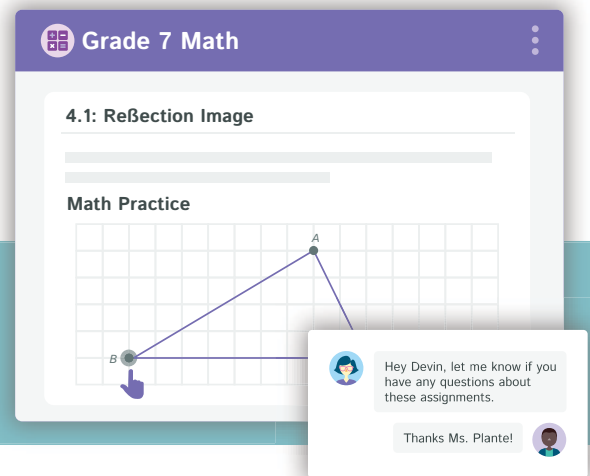 Grade 7 Math
4.1: Reßection Image
Math Practice
A
B
Hey Devin, let me know if you
have any questions about
these assignments.
Thanks Ms. Plante!